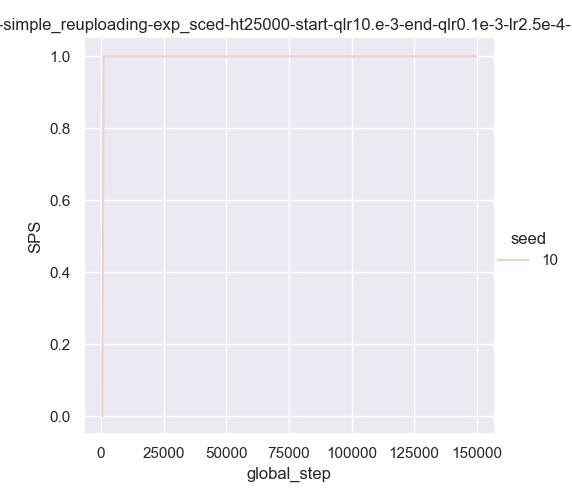 -simple_reuploading-exp_sced-ht25000-start-qlr10.e-3-end-qlr0.1e-3-lr2.5e-4-
1.0
0.8
0.6
0.4
0.2
0.0
SPS
0 25000 50000 75000 100000 125000 150000
global_step
seed
10